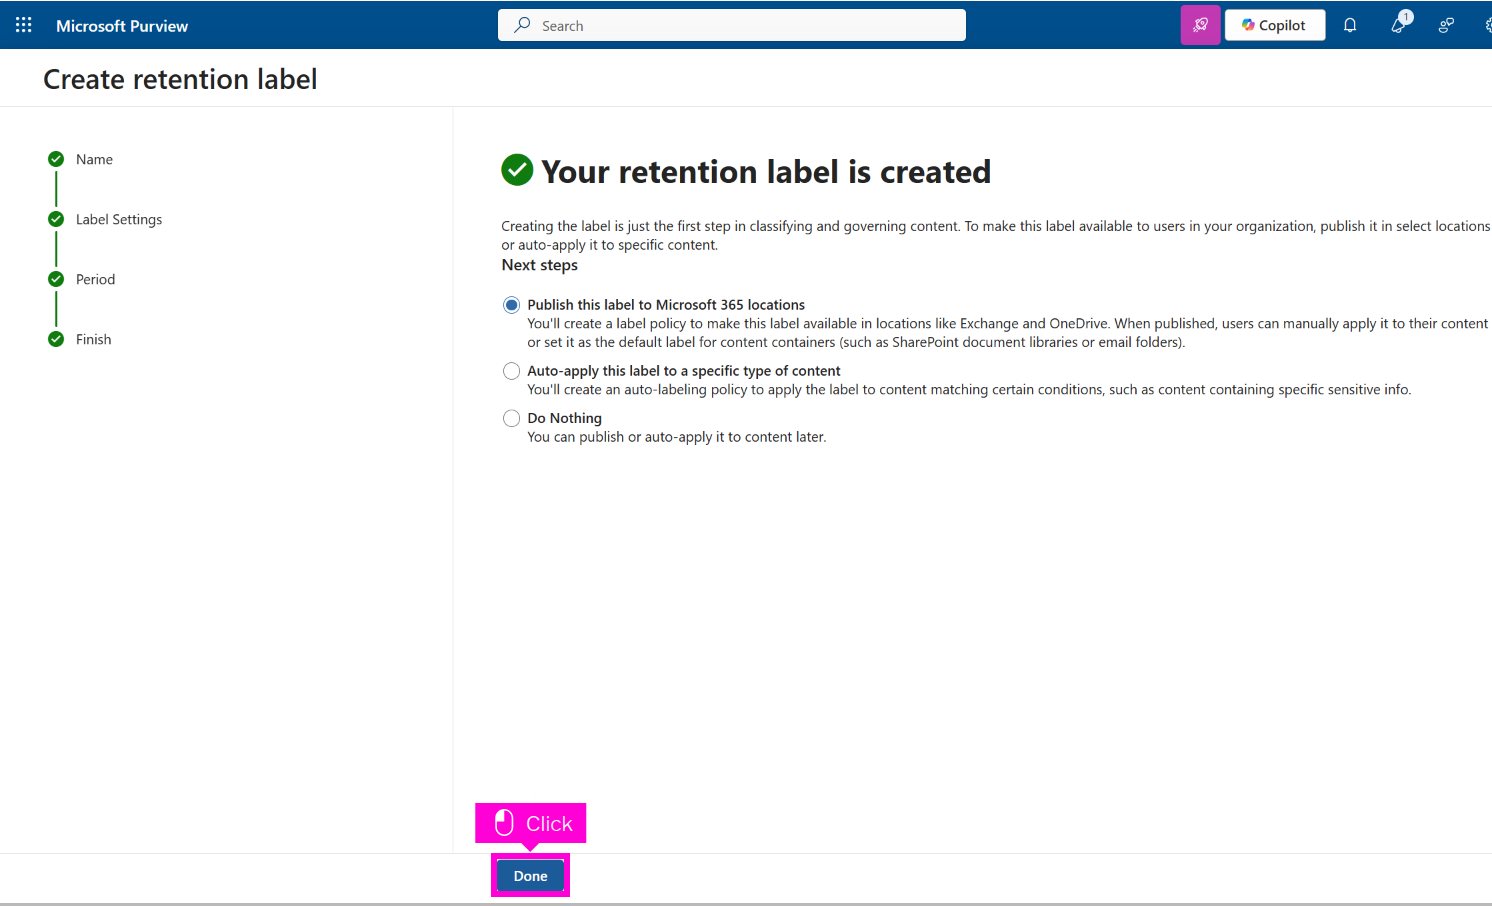 Microsoft Purview
Search
Copilot
1
Create retention label
Name
Label Settings
Period
Finish
Your retention label is created
Creating the label is just the first step in classifying and governing content. To make this label available to users in your organization, publish it in select locations
or auto-apply it to specific content.
Next steps
Publish this label to Microsoft 365 locations
You'll create a label policy to make this label available in locations like Exchange and OneDrive. When published, users can manually apply it to their content
or set it as the default label for content containers (such as SharePoint document libraries or email folders).
Auto-apply this label to a specific type of content
You'll create an auto-labeling policy to apply the label to content matching certain conditions, such as content containing specific sensitive info.
Do Nothing
You can publish or auto-apply it to content later.
Click
Done